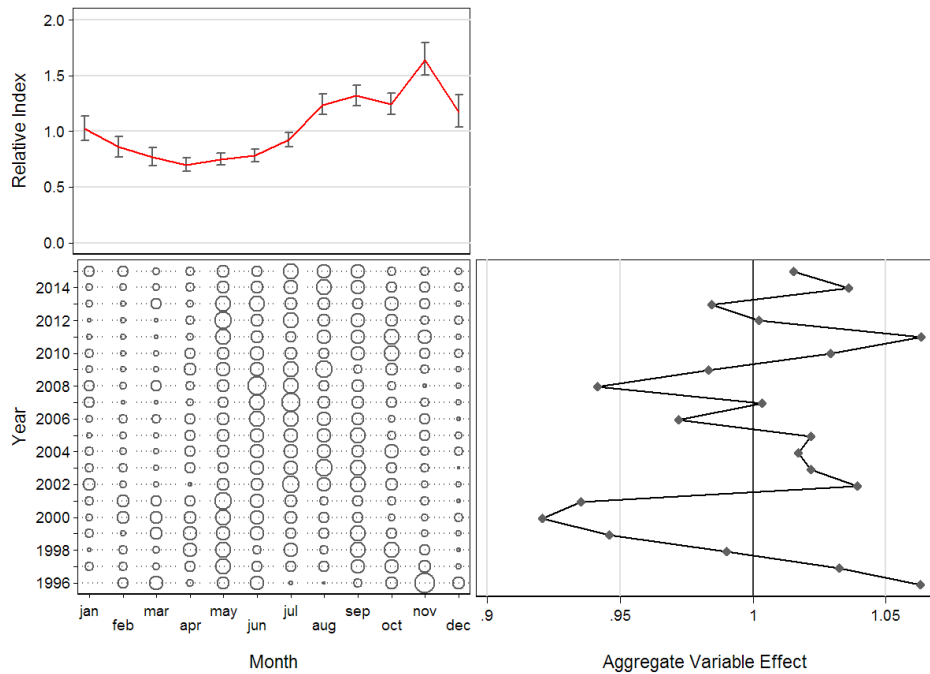 2.0
1.5
1.0
0.5
0.0
Relative Index
2014
2012
2010
2008
2006
2004
2002
2000
1998
1996
Year
jan feb mar apr may jun jul aug sep oct nov dec
Month
.9 .95 1 1.05
Aggregate Variable Effect